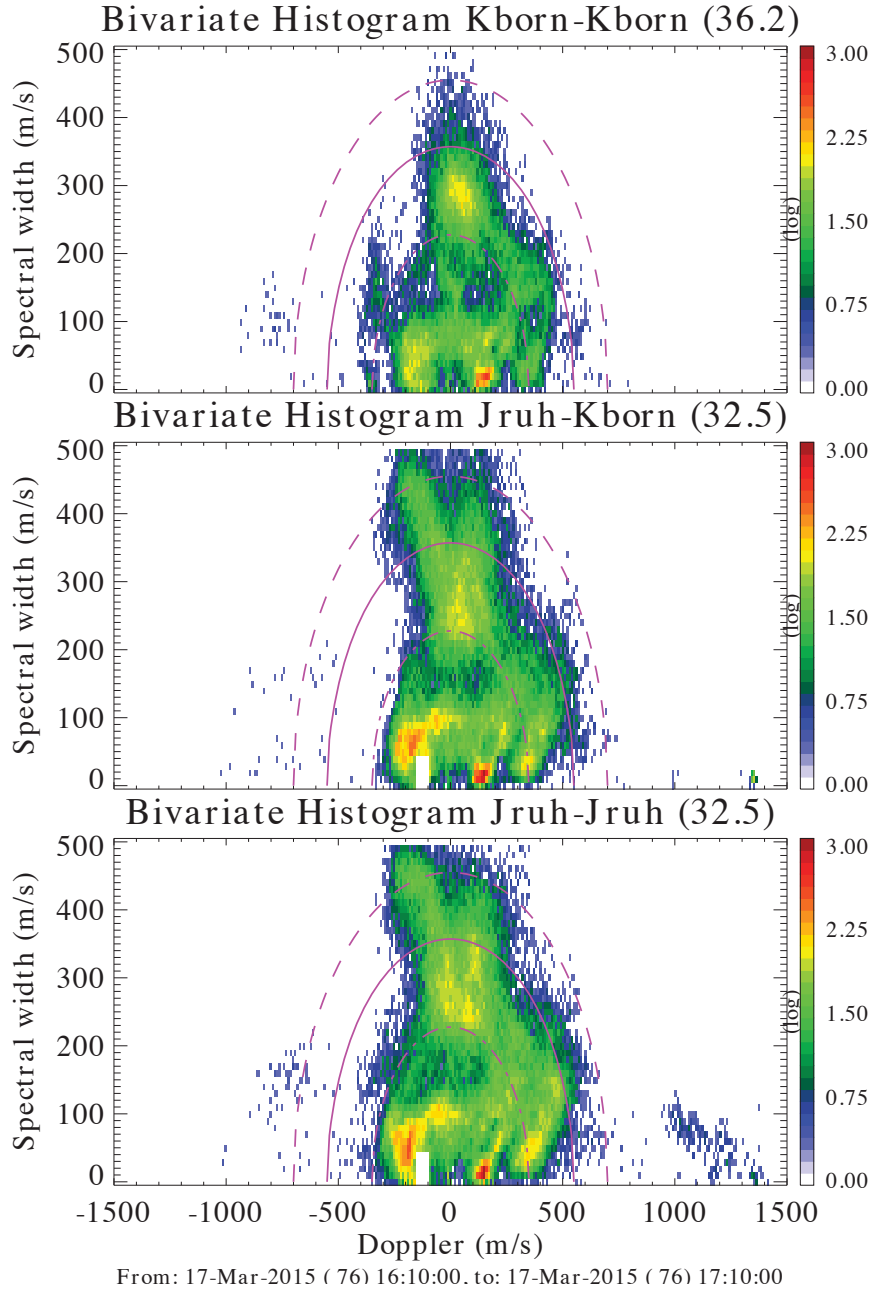 Bivariate Histogram Kborn-Kborn (36.2)
Spectral width (m/s)
500
400
300
200
100
0
3.00
2.25
1.50
0.75
0.00
(log)
Bivariate Histogram Jruh-Kborn (32.5)
Spectral width (m/s)
500
400
300
200
100
0
3.00
2.25
1.50
0.75
0.00
(log)
Bivariate Histogram Jruh-Jruh (32.5)
Spectral width (m/s)
500
400
300
200
100
0
3.00
2.25
1.50
0.75
0.00
(log)
-1500 -1000 -500 0 500 1000 1500
Doppler (m/s)
From: 17-Mar-2015 ( 76) 16:10:00, to: 17-Mar-2015 ( 76) 17:10:00